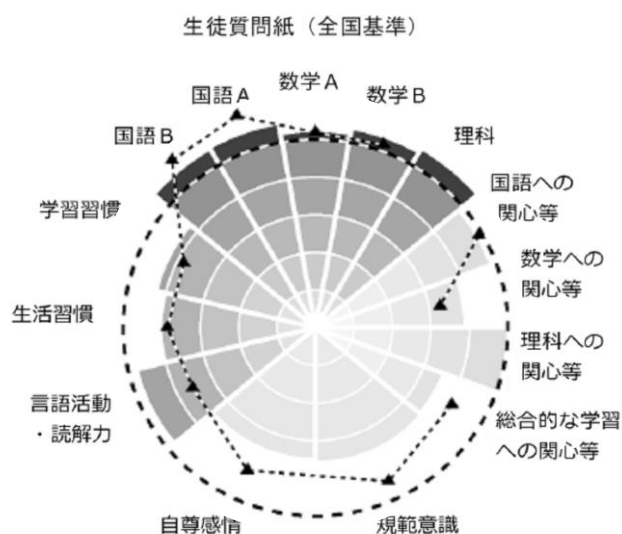 生徒質問紙（全国基準）
数学A
国語A
数学B
国語B
理科
学習習慣
国語への
関心等
数学への
関心等
生活習慣
理科への
関心等
言語活動
・読解力
総合的な学習
への関心等
自尊感情
規範意識